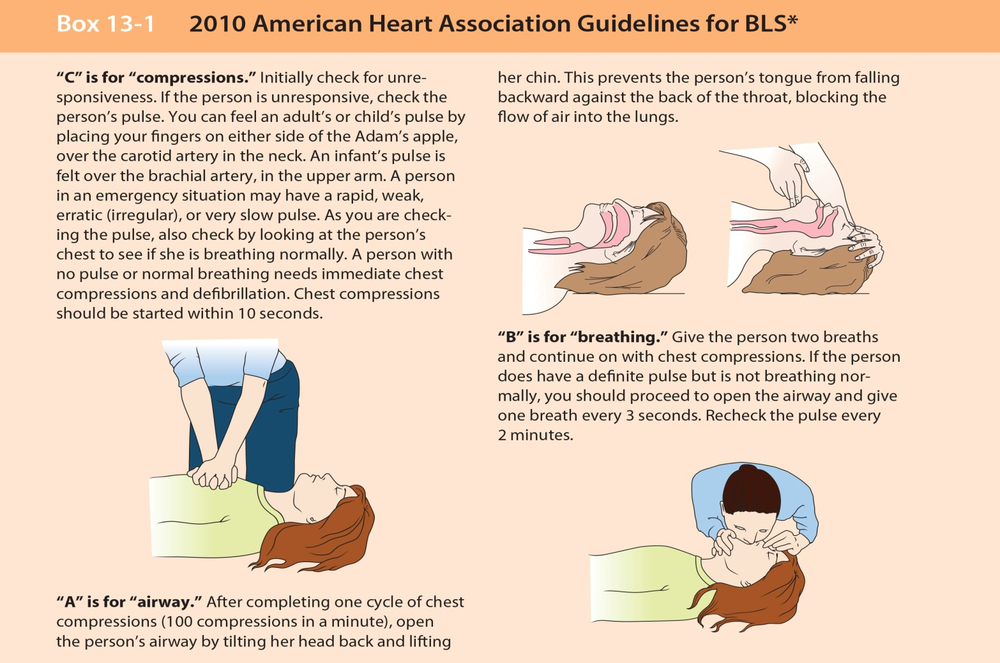 Box 13-1 2010 American Heart Association Guidelines for BLS*
“C” is for “compressions.” Initially check for unre-
sponsiveness. If the person is unresponsive, check the
person’s pulse. You can feel an adult’s or child’s pulse by
placing your fingers on either side of the Adam’s apple,
over the carotid artery in the neck. An infant’s pulse is
felt over the brachial artery, in the upper arm. A person
in an emergency situation may have a rapid, weak,
erratic (irregular), or very slow pulse. As you are check-
ing the pulse, also check by looking at the person’s
chest to see if she is breathing normally. A person with
no pulse or normal breathing needs immediate chest
compressions and defibrillation. Chest compressions
should be started within 10 seconds.
“A” is for “airway.” After completing one cycle of chest
compressions (100 compressions in a minute), open
the person’s airway by tilting her head back and lifting
her chin. This prevents the person’s tongue from falling
backward against the back of the throat, blocking the
flow of air into the lungs.
“B” is for “breathing.” Give the person two breaths
and continue on with chest compressions. If the person
does have a definite pulse but is not breathing nor-
mally, you should proceed to open the airway and give
one breath every 3 seconds. Recheck the pulse every
2 minutes.